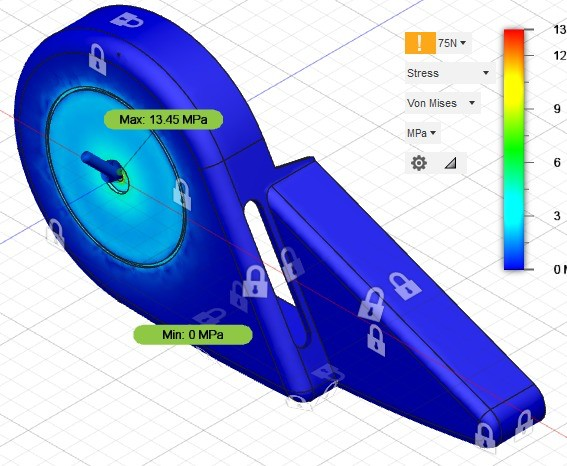 ! 75N
Stress
Von Mises
MPa
Max: 13.45 MPa
Min: 0 MPa
13
12
9
6
3
0 M